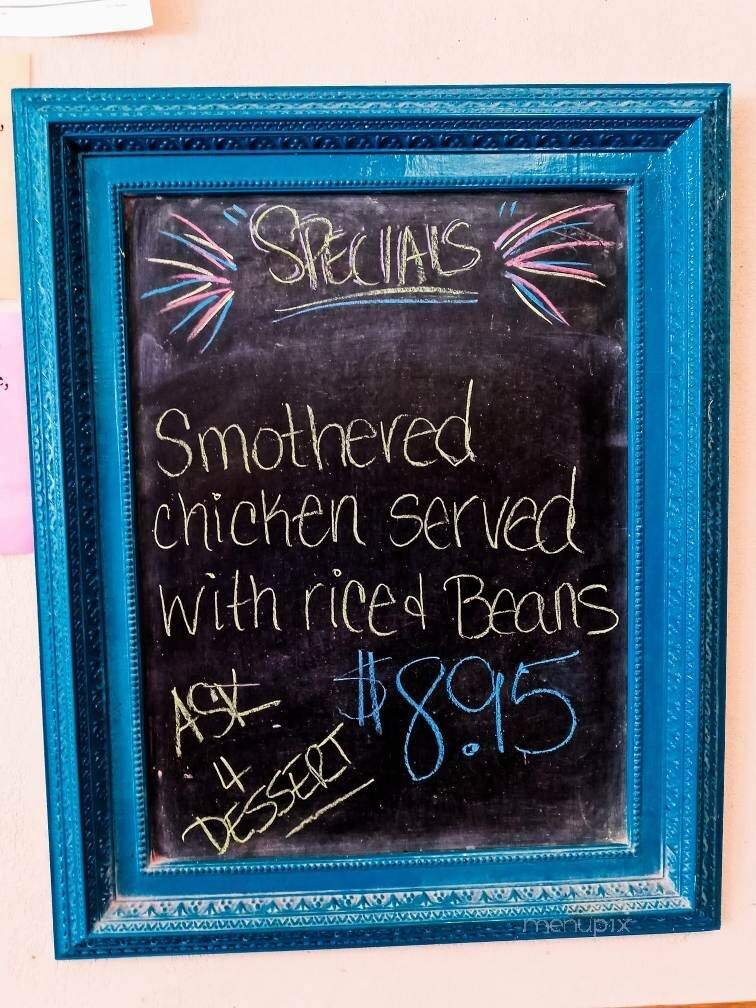 "SPECIALS"
Smothered
chicken served
with rice & Beans
$8.95
ASK
4
DESSERT
menupix